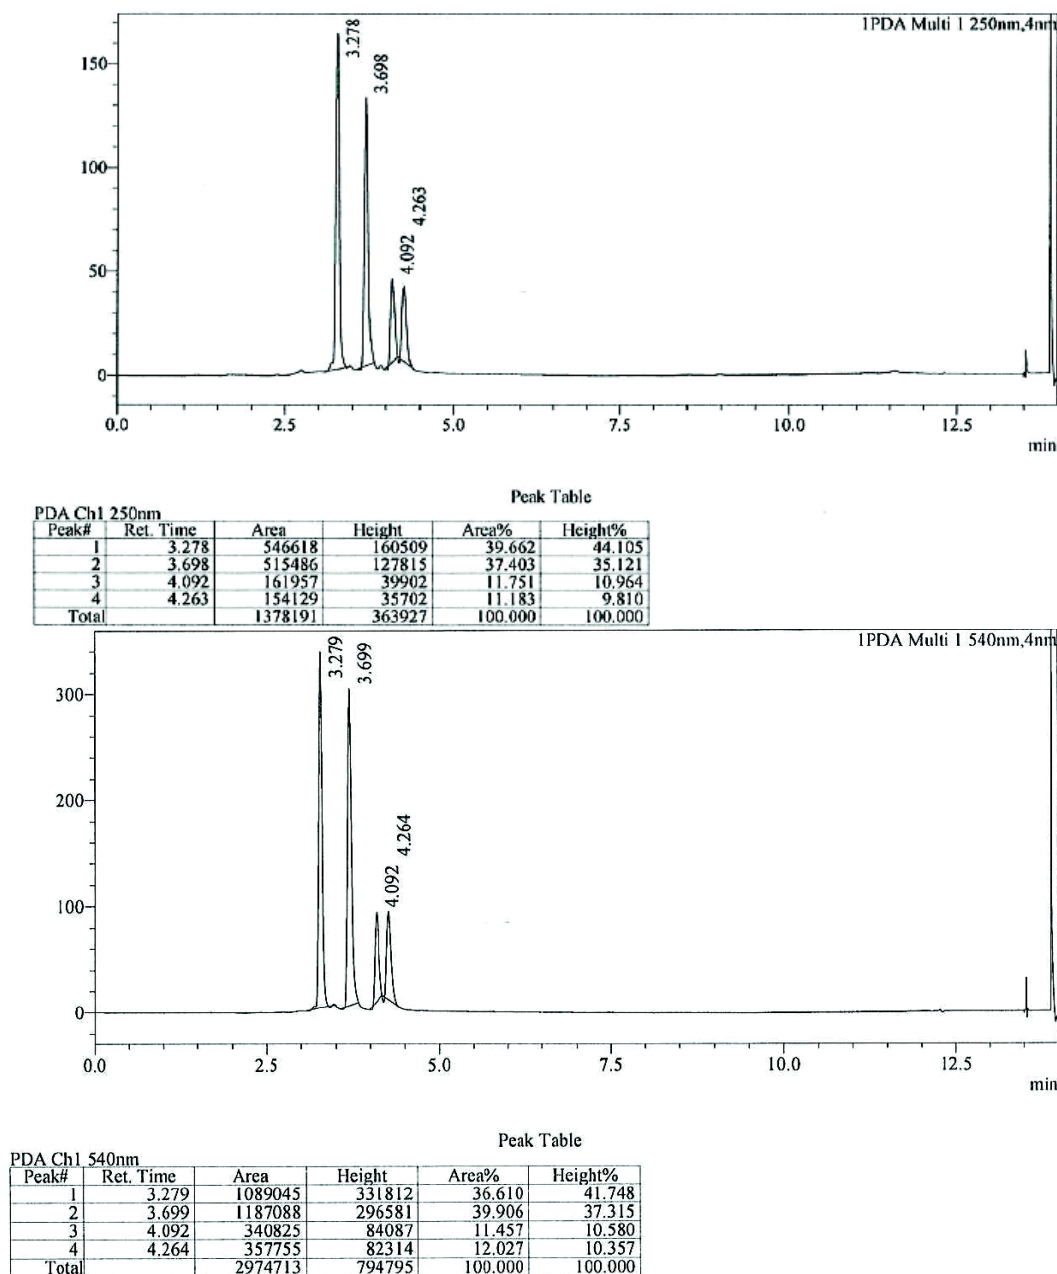 1PDA Multi 1 250nm,4nm
3.278
3.698
4.092
4.263
150
100
50
0
0.0 2.5 5.0 7.5 10.0 12.5
min
Peak Table
PDA Ch1 250nm
Peak# Ret. Time Area Height Area% Height%
1 3.278 546618 160509 39.662 44.105
2 3.698 515486 127815 37.403 35.121
3 4.092 161957 39902 11.751 10.964
4 4.263 154129 35702 11.183 9.810
Total 1378191 363927 100.000 100.000
1PDA Multi 1 540nm,4nm
3.279
3.699
4.092
4.264
300
200
100
0
0.0 2.5 5.0 7.5 10.0 12.5
min
Peak Table
PDA Ch1 540nm
Peak# Ret. Time Area Height Area% Height%
1 3.279 1089045 331812 36.610 41.748
2 3.699 1187088 296581 39.906 37.315
3 4.092 340825 84087 11.457 10.580
4 4.264 357755 82314 12.027 10.357
Total 2974713 794795 100.000 100.000